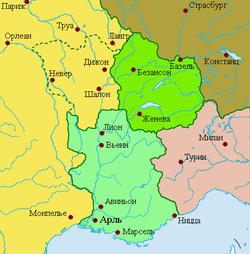 Париж
Страсбург
Труа
Орлеан
Лангр
Констанц
Базель
Дижон
Безансон
Невер
Шалон
Женева
Лион
Вьенн
Милан
Турин
Авиньон
Монпелье
Арль
Ницца
Марсель